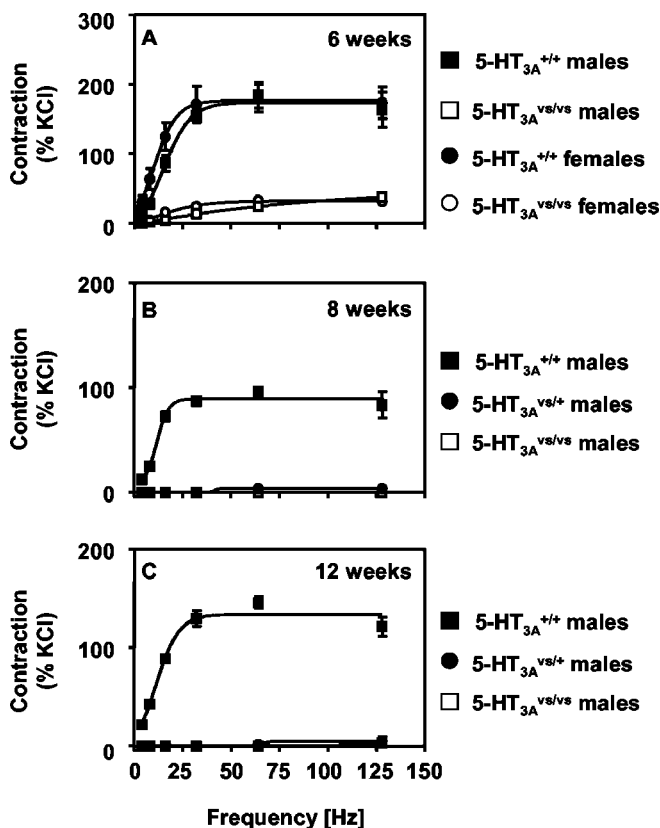 A
6 weeks
300
200
100
0
Contraction
(% KCl)
5-HT3A+/+ males
5-HT3Avs/vs males
5-HT3A+/+ females
5-HT3Avs/vs females
B
8 weeks
200
100
0
Contraction
(% KCl)
5-HT3A+/+ males
5-HT3Avs/+ males
5-HT3Avs/vs males
C
12 weeks
200
100
0
Contraction
(% KCl)
5-HT3A+/+ males
5-HT3Avs/+ males
5-HT3Avs/vs males
0 25 50 75 100 125 150
Frequency [Hz]